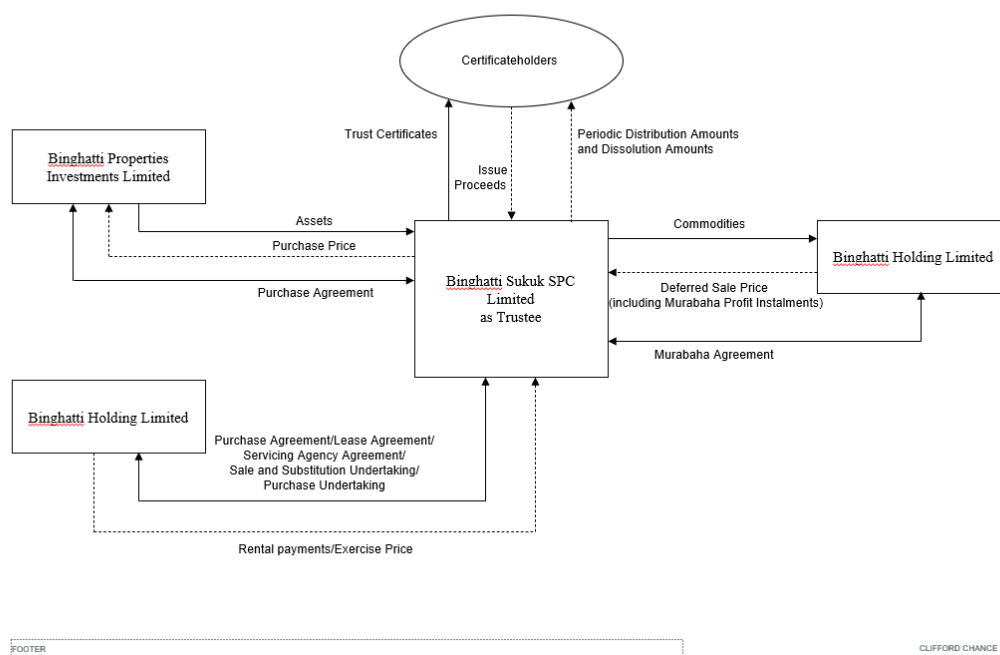 Certificateholders
Trust Certificates
Issue
Proceeds
Periodic Distribution Amounts
and Dissolution Amounts
Binghatti Properties
Investments Limited
Assets
Purchase Price
Purchase Agreement
Binghatti Sukuk SPC
Limited
as Trustee
Commodities
Binghatti Holding Limited
Deferred Sale Price
(including Murabaha Profit Instalments)
Murabaha Agreement
Binghatti Holding Limited
Purchase Agreement/Lease Agreement/
Servicing Agency Agreement/
Sale and Substitution Undertaking/
Purchase Undertaking
Rental payments/Exercise Price
FOOTER
CLIFFORD CHANCE